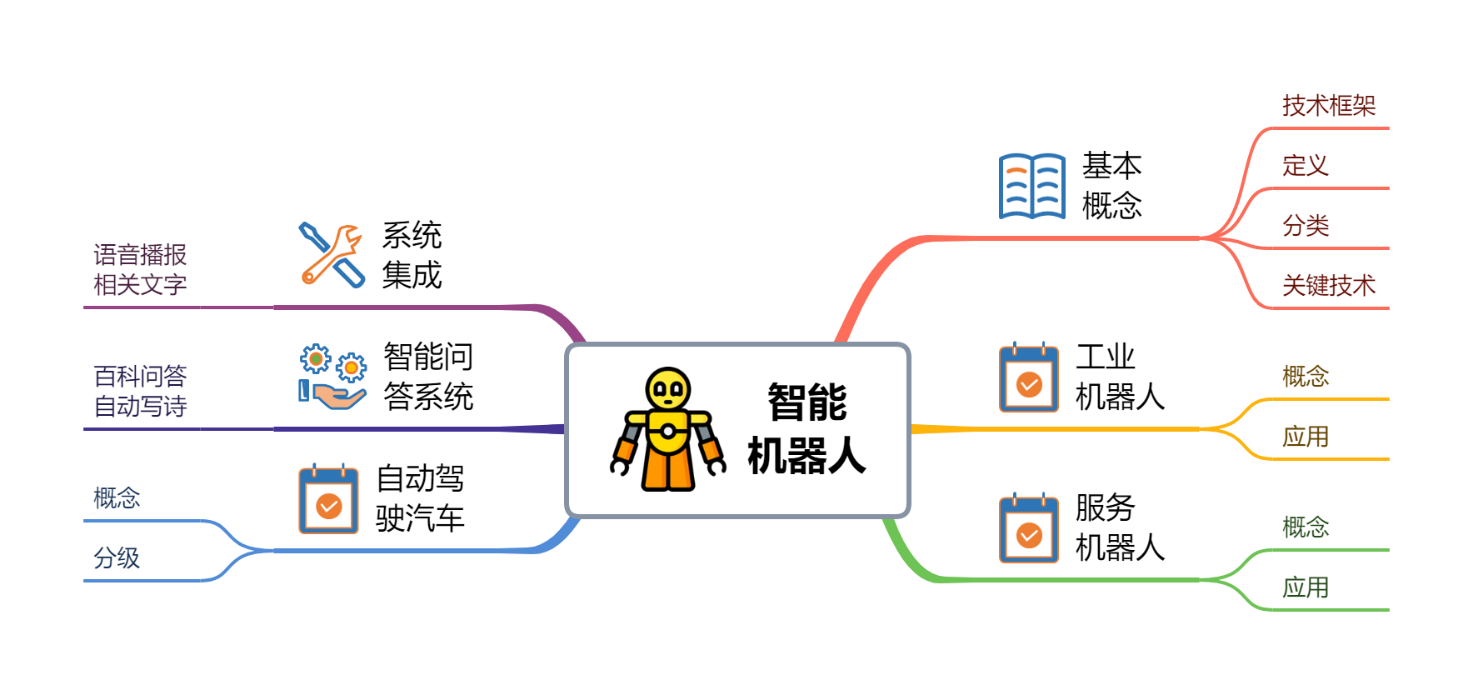 智能
机器人
基本
概念
技术框架
定义
分类
关键技术
工业
机器人
概念
应用
服务
机器人
概念
应用
系统
集成
语音播报
相关文字
智能问
答系统
百科问答
自动写诗
自动驾
驶汽车
概念
分级